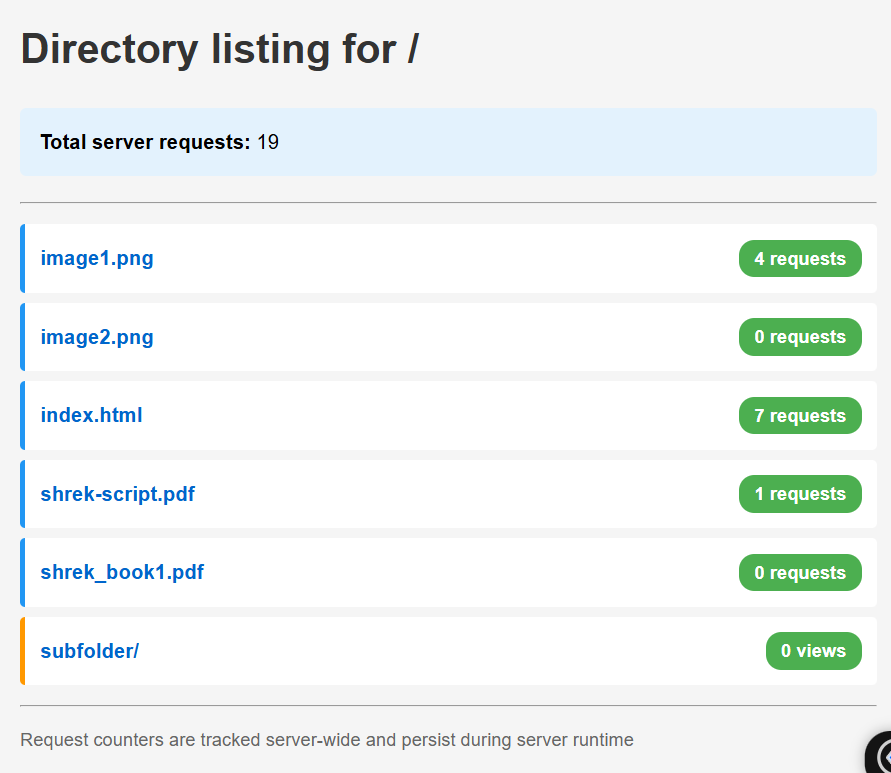 Directory listing for /
Total server requests: 19
image1.png 4 requests
image2.png 0 requests
index.html 7 requests
shrek-script.pdf 1 requests
shrek_book1.pdf 0 requests
subfolder/ 0 views
Request counters are tracked server-wide and persist during server runtime